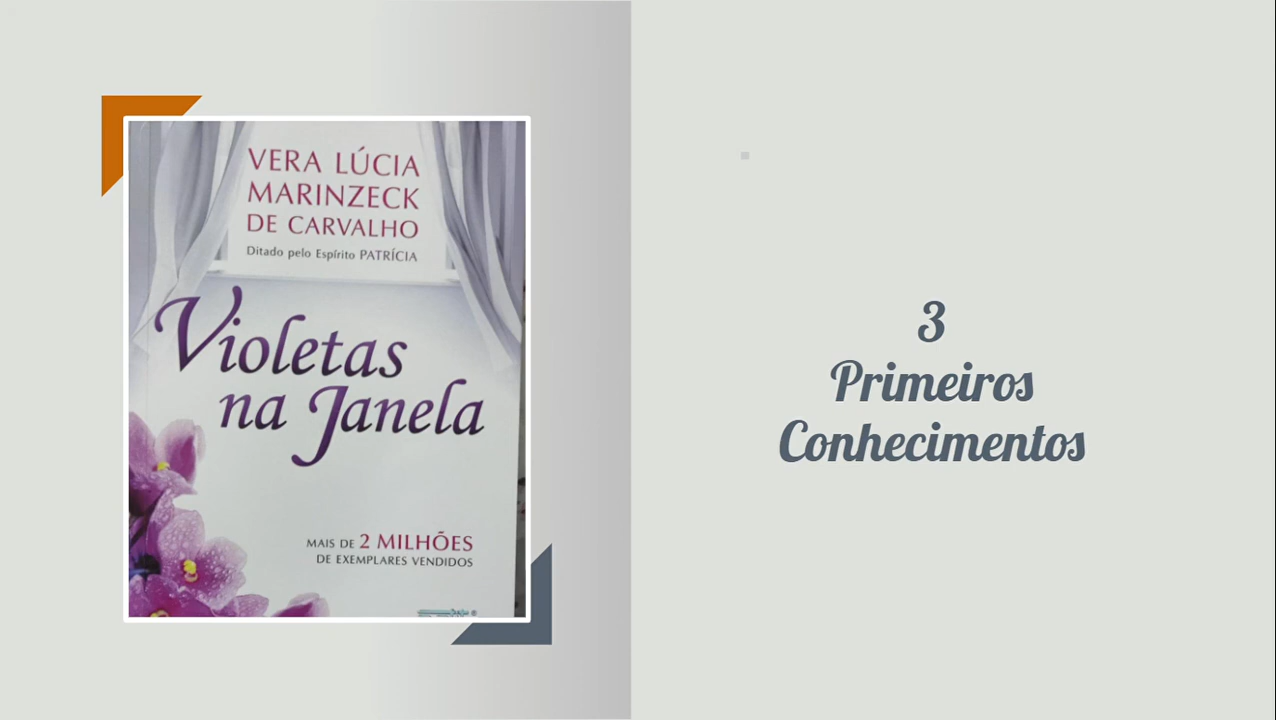 VERA LÚCIA
MARINZECK
DE CARVALHO
Ditado pelo Espírito PATRÍCIA
Violetas
na Janela
MAIS DE 2 MILHÕES
DE EXEMPLARES VENDIDOS
3
Primeiros
Conhecimentos